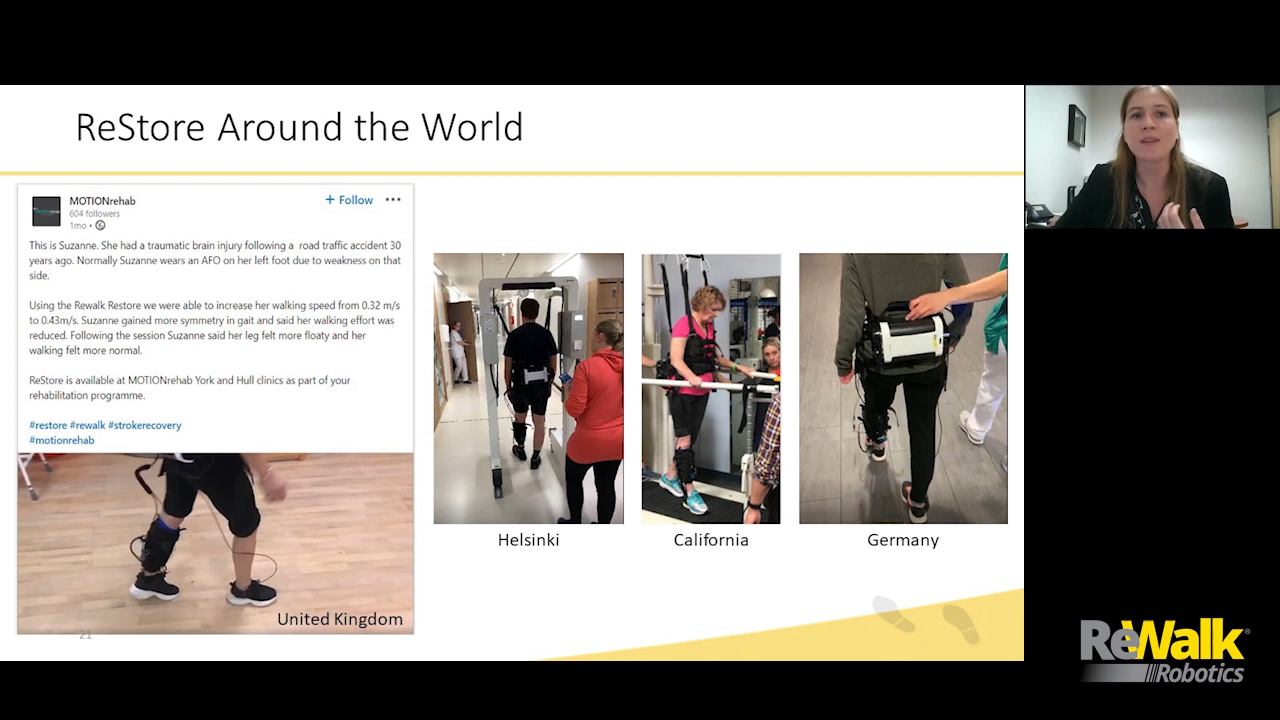 ReStore Around the World
MOTIONrehab
604 followers
1mo •
+ Follow •••
This is Suzanne. She had a traumatic brain injury following a road traffic accident 30
years ago. Normally Suzanne wears an AFO on her left foot due to weakness on that
side.
Using the Rewalk Restore we were able to increase her walking speed from 0.32 m/s
to 0.43m/s. Suzanne gained more symmetry in gait and said her walking effort was
reduced. Following the session Suzanne said her leg felt more floaty and her
walking felt more normal.
ReStore is available at MOTIONrehab York and Hull clinics as part of your
rehabilitation programme.
#restore #rewalk #strokerecovery
#motionrehab
United Kingdom
21
Helsinki
California
Germany
ReWalk®
Robotics